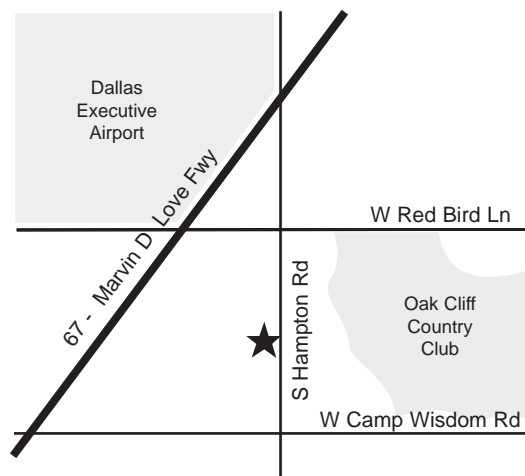 Dallas
Executive
Airport
67 - Marvin D Love Fwy
W Red Bird Ln
S Hampton Rd
Oak Cliff
Country
Club
W Camp Wisdom Rd